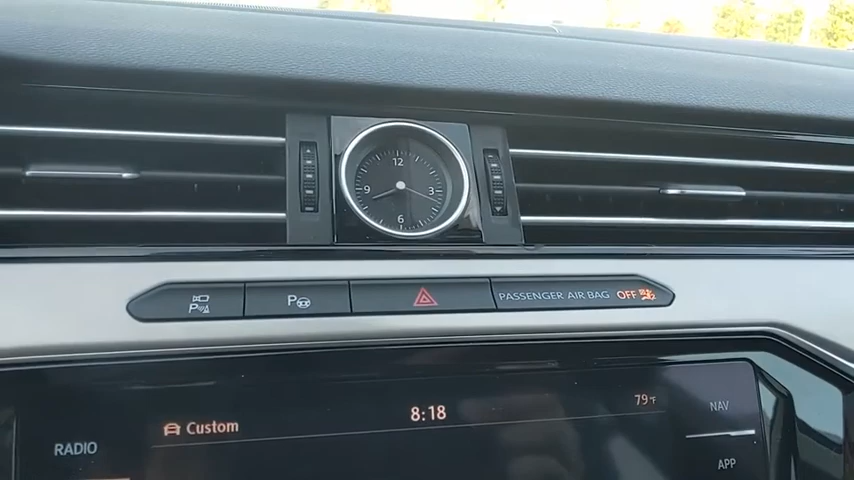 12
9 3
6
P P
PASSENGER AIR BAG OFF
Custom 8:18 79°F
NAV
RADIO
APP